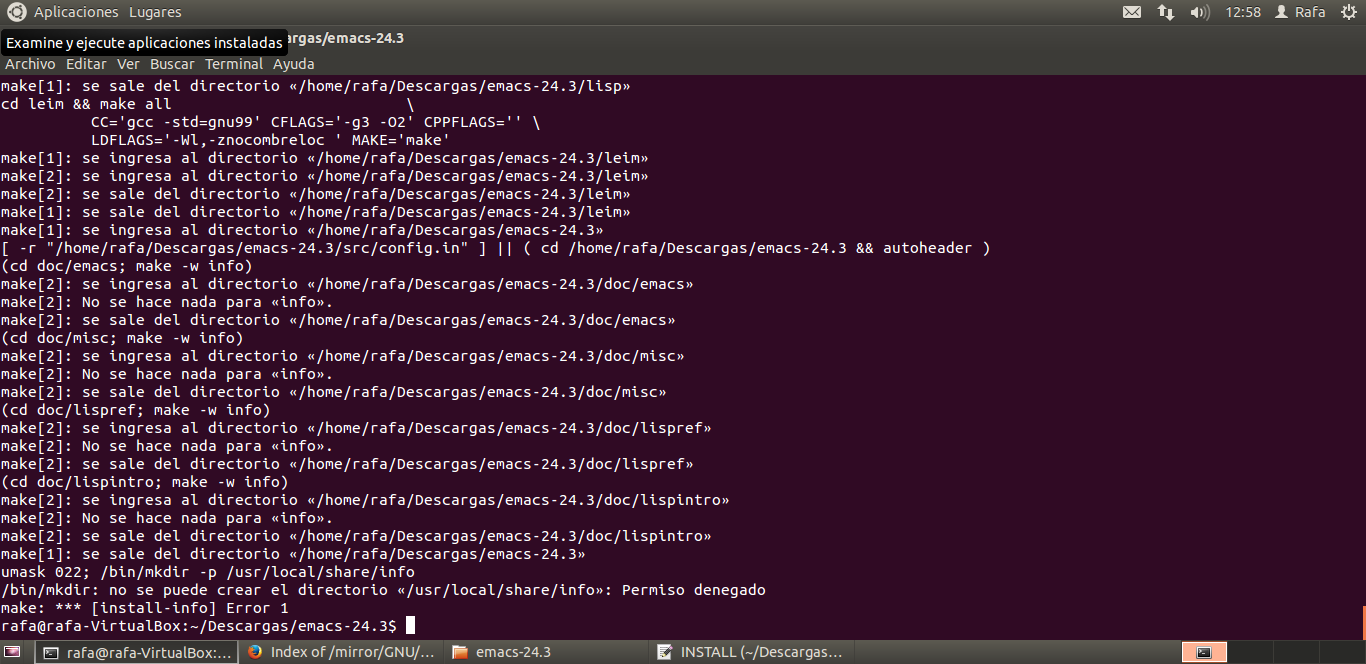 Aplicaciones Lugares 12:58 Rafa
Examine y ejecute aplicaciones instaladas argas/emacs-24.3
Archivo Editar Ver Buscar Terminal Ayuda
make[1]: se sale del directorio «/home/rafa/Descargas/emacs-24.3/lisp»
cd leim && make all \
CC='gcc -std=gnu99' CFLAGS='-g3 -O2' CPPFLAGS='' \
LDFLAGS='-Wl,-znocombreloc ' MAKE='make'
make[1]: se ingresa al directorio «/home/rafa/Descargas/emacs-24.3/leim»
make[2]: se ingresa al directorio «/home/rafa/Descargas/emacs-24.3/leim»
make[2]: se sale del directorio «/home/rafa/Descargas/emacs-24.3/leim»
make[1]: se sale del directorio «/home/rafa/Descargas/emacs-24.3/leim»
make[1]: se ingresa al directorio «/home/rafa/Descargas/emacs-24.3»
[ -r "/home/rafa/Descargas/emacs-24.3/src/config.in" ] || ( cd /home/rafa/Descargas/emacs-24.3 && autoheader )
(cd doc/emacs; make -w info)
make[2]: se ingresa al directorio «/home/rafa/Descargas/emacs-24.3/doc/emacs»
make[2]: No se hace nada para «info».
make[2]: se sale del directorio «/home/rafa/Descargas/emacs-24.3/doc/emacs»
(cd doc/misc; make -w info)
make[2]: se ingresa al directorio «/home/rafa/Descargas/emacs-24.3/doc/misc»
make[2]: No se hace nada para «info».
make[2]: se sale del directorio «/home/rafa/Descargas/emacs-24.3/doc/misc»
(cd doc/lispref; make -w info)
make[2]: se ingresa al directorio «/home/rafa/Descargas/emacs-24.3/doc/lispref»
make[2]: No se hace nada para «info».
make[2]: se sale del directorio «/home/rafa/Descargas/emacs-24.3/doc/lispref»
(cd doc/lispintro; make -w info)
make[2]: se ingresa al directorio «/home/rafa/Descargas/emacs-24.3/doc/lispintro»
make[2]: No se hace nada para «info».
make[2]: se sale del directorio «/home/rafa/Descargas/emacs-24.3/doc/lispintro»
make[1]: se sale del directorio «/home/rafa/Descargas/emacs-24.3»
umask 022; /bin/mkdir -p /usr/local/share/info
/bin/mkdir: no se puede crear el directorio «/usr/local/share/info»: Permiso denegado
make: *** [install-info] Error 1
rafa@rafa-VirtualBox:~/Descargas/emacs-24.3$
rafa@rafa-VirtualBox:... Index of /mirror/GNU/... emacs-24.3 INSTALL (~/Descargas...